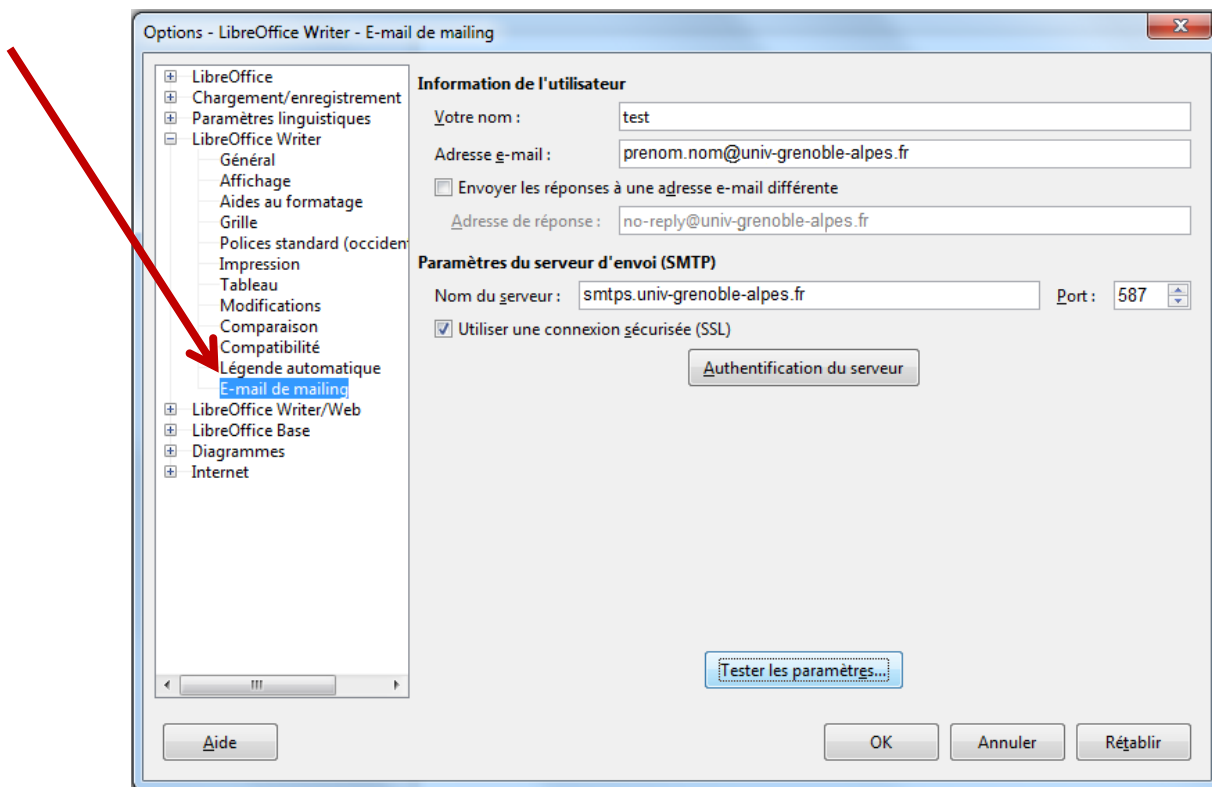 Options - LibreOffice Writer - E-mail de mailing
LibreOffice
Chargement/enregistrement
Paramètres linguistiques
LibreOffice Writer
Général
Affichage
Aides au formatage
Grille
Polices standard (occiden
Impression
Tableau
Modifications
Comparaison
Compatibilité
Légende automatique
E-mail de mailing
LibreOffice Writer/Web
LibreOffice Base
Diagrammes
Internet
Information de l'utilisateur
Votre nom : test
Adresse e-mail : prenom.nom@univ-grenoble-alpes.fr
Envoyer les réponses à une adresse e-mail différente
Adresse de réponse : no-reply@univ-grenoble-alpes.fr
Paramètres du serveur d'envoi (SMTP)
Nom du serveur : smtps.univ-grenoble-alpes.fr Port : 587
Utiliser une connexion sécurisée (SSL)
Authentification du serveur
Tester les paramètres...
Aide OK Annuler Rétablir